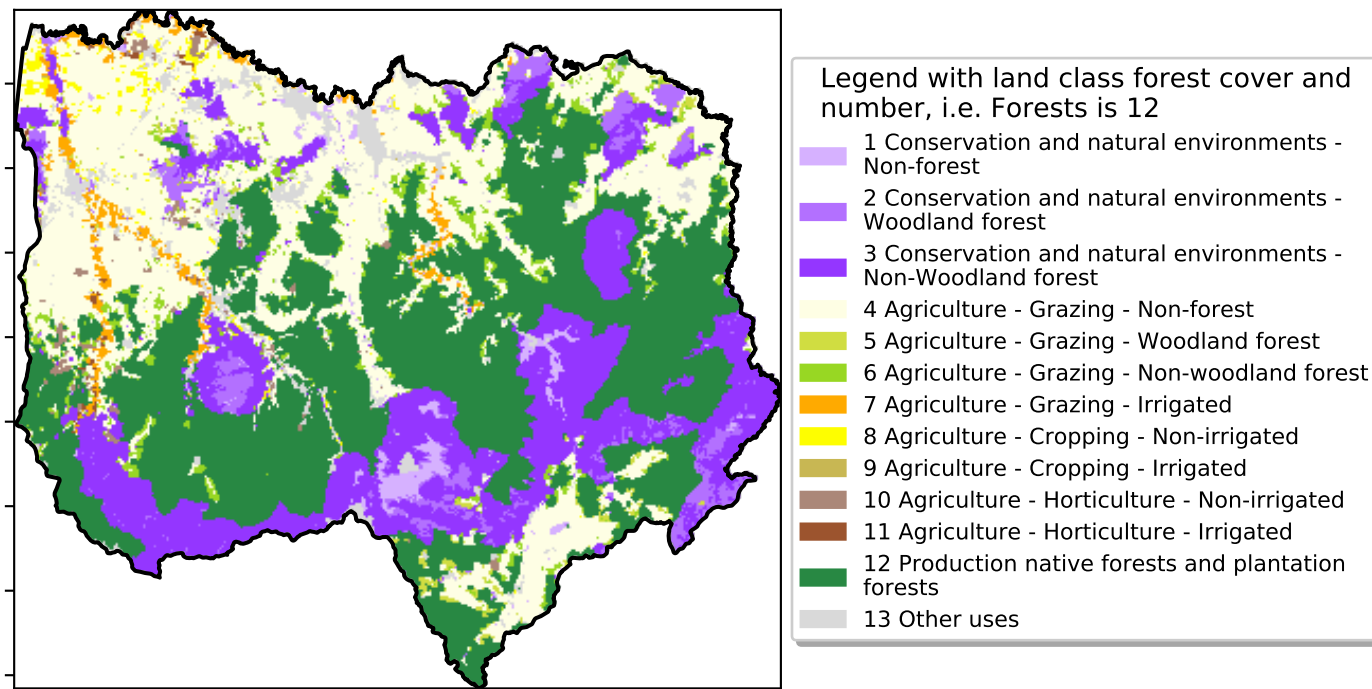 Legend with land class forest cover and
number, i.e. Forests is 12
1 Conservation and natural environments -
Non-forest
2 Conservation and natural environments -
Woodland forest
3 Conservation and natural environments -
Non-Woodland forest
4 Agriculture - Grazing - Non-forest
5 Agriculture - Grazing - Woodland forest
6 Agriculture - Grazing - Non-woodland forest
7 Agriculture - Grazing - Irrigated
8 Agriculture - Cropping - Non-irrigated
9 Agriculture - Cropping - Irrigated
10 Agriculture - Horticulture - Non-irrigated
11 Agriculture - Horticulture - Irrigated
12 Production native forests and plantation
forests
13 Other uses